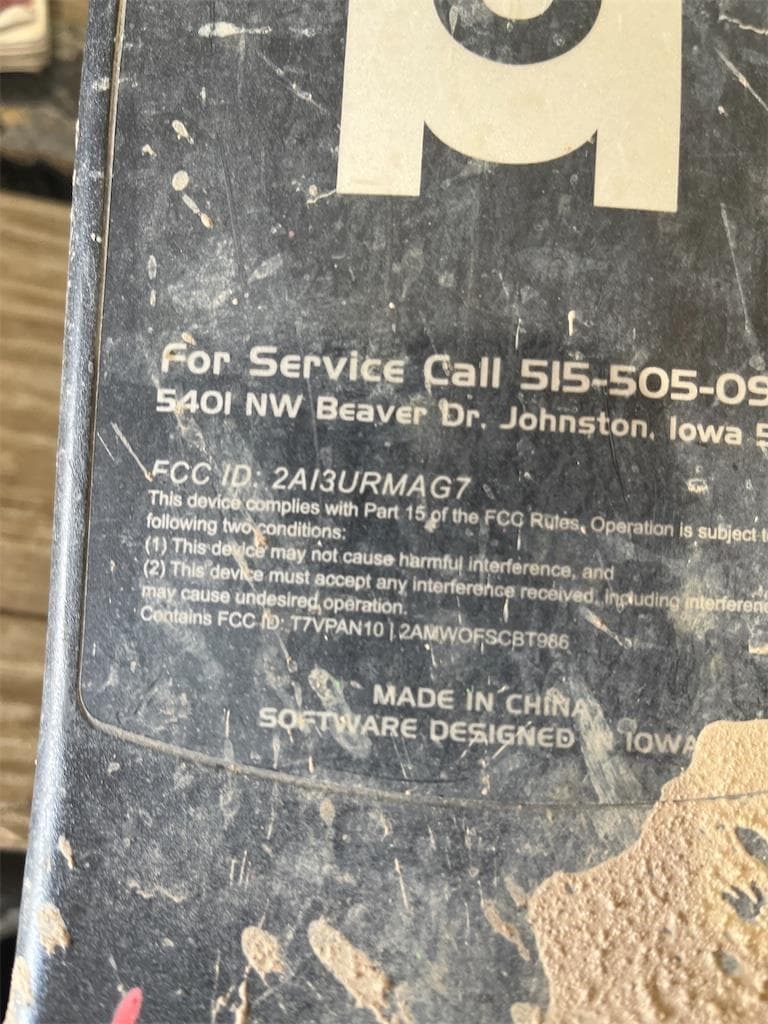 For Service Call 515-505-09
5401 NW Beaver Dr. Johnston, Iowa 5
FCC ID: 2AI3URMAG7
This device complies with Part 15 of the FCC Rules. Operation is subject t
following two conditions:
(1) This device may not cause harmful interference, and
(2) This device must accept any interference received, including interferenc
may cause undesired operation.
Contains FCC ID: T7VPAN10 | 2AMWOFSCBT986
MADE IN CHINA
SOFTWARE DESIGNED IOWA